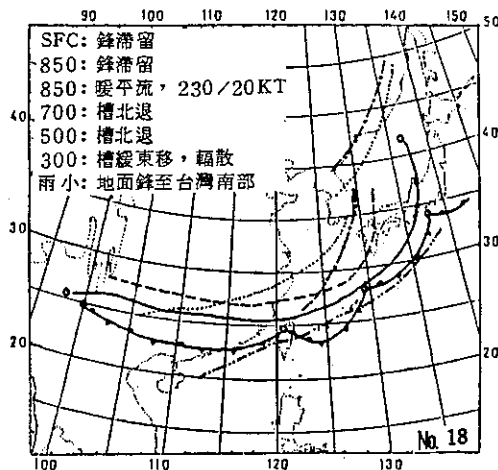 90 100 110 120 130 140 145 150
50
SFC: 鋒滯留
850: 鋒滯留
850: 暖平流, 230/20KT
700: 槽北退
500: 槽北退
300: 槽緩東移, 輻散
雨小: 地面鋒至台灣南部
40
40
30
30
20
20
No. 18
100 110 120 130